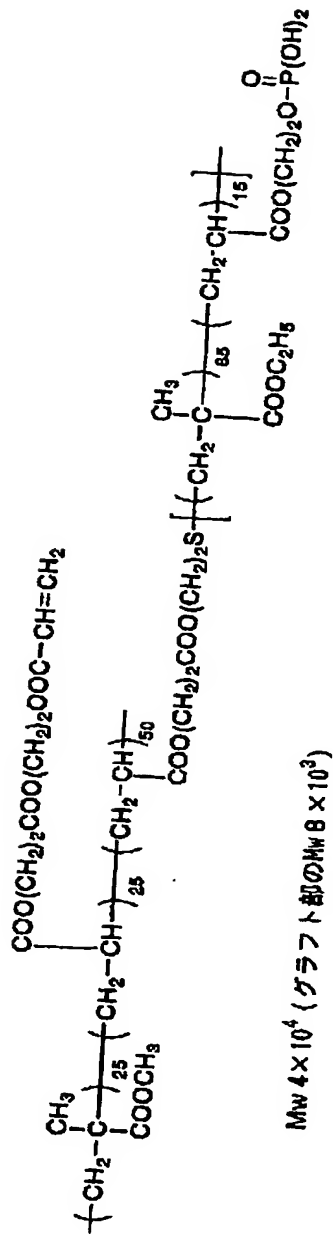 COO(CH₂)₂COO(CH₂)₂OOC-CH=CH₂
CH₃
-(CH₂-C-)₂₅-(CH₂-CH-)₂₅-(CH₂-CH-)₅₀
COOCH₃
COO(CH₂)₂COO(CH₂)₂S-[-(CH₂-C-)₈₅-(CH₂-CH-)₁₅-]
CH₃
COOC₂H₅
COO(CH₂)₂O-P(OH)₂
O
Mw 4×10⁴ (グラフト部のMw 8×10³)